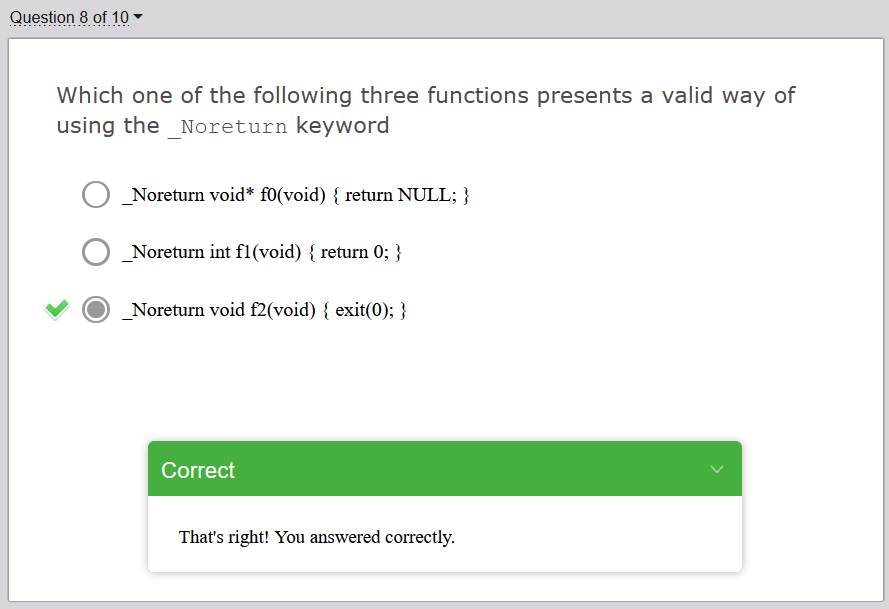 Question 8 of 10
Which one of the following three functions presents a valid way of
using the _Noreturn keyword
_Noreturn void* f0(void) { return NULL; }
_Noreturn int f1(void) { return 0; }
_Noreturn void f2(void) { exit(0); }
Correct
That's right! You answered correctly.